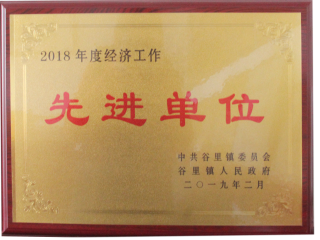 2018年度经济工作
先进单位
中共谷里镇委员会
谷里镇人民政府
二〇一九年二月